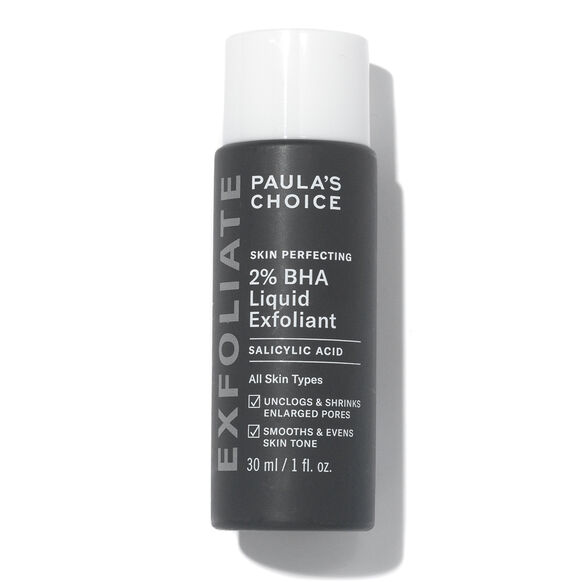 EXFOLIATE
PAULA'S
CHOICE
SKIN PERFECTING
2% BHA
Liquid
Exfoliant
SALICYLIC ACID
All Skin Types
☑ UNCLOGS & SHRINKS
ENLARGED PORES
☑ SMOOTHS & EVENS
SKIN TONE
30 ml / 1 fl. oz.